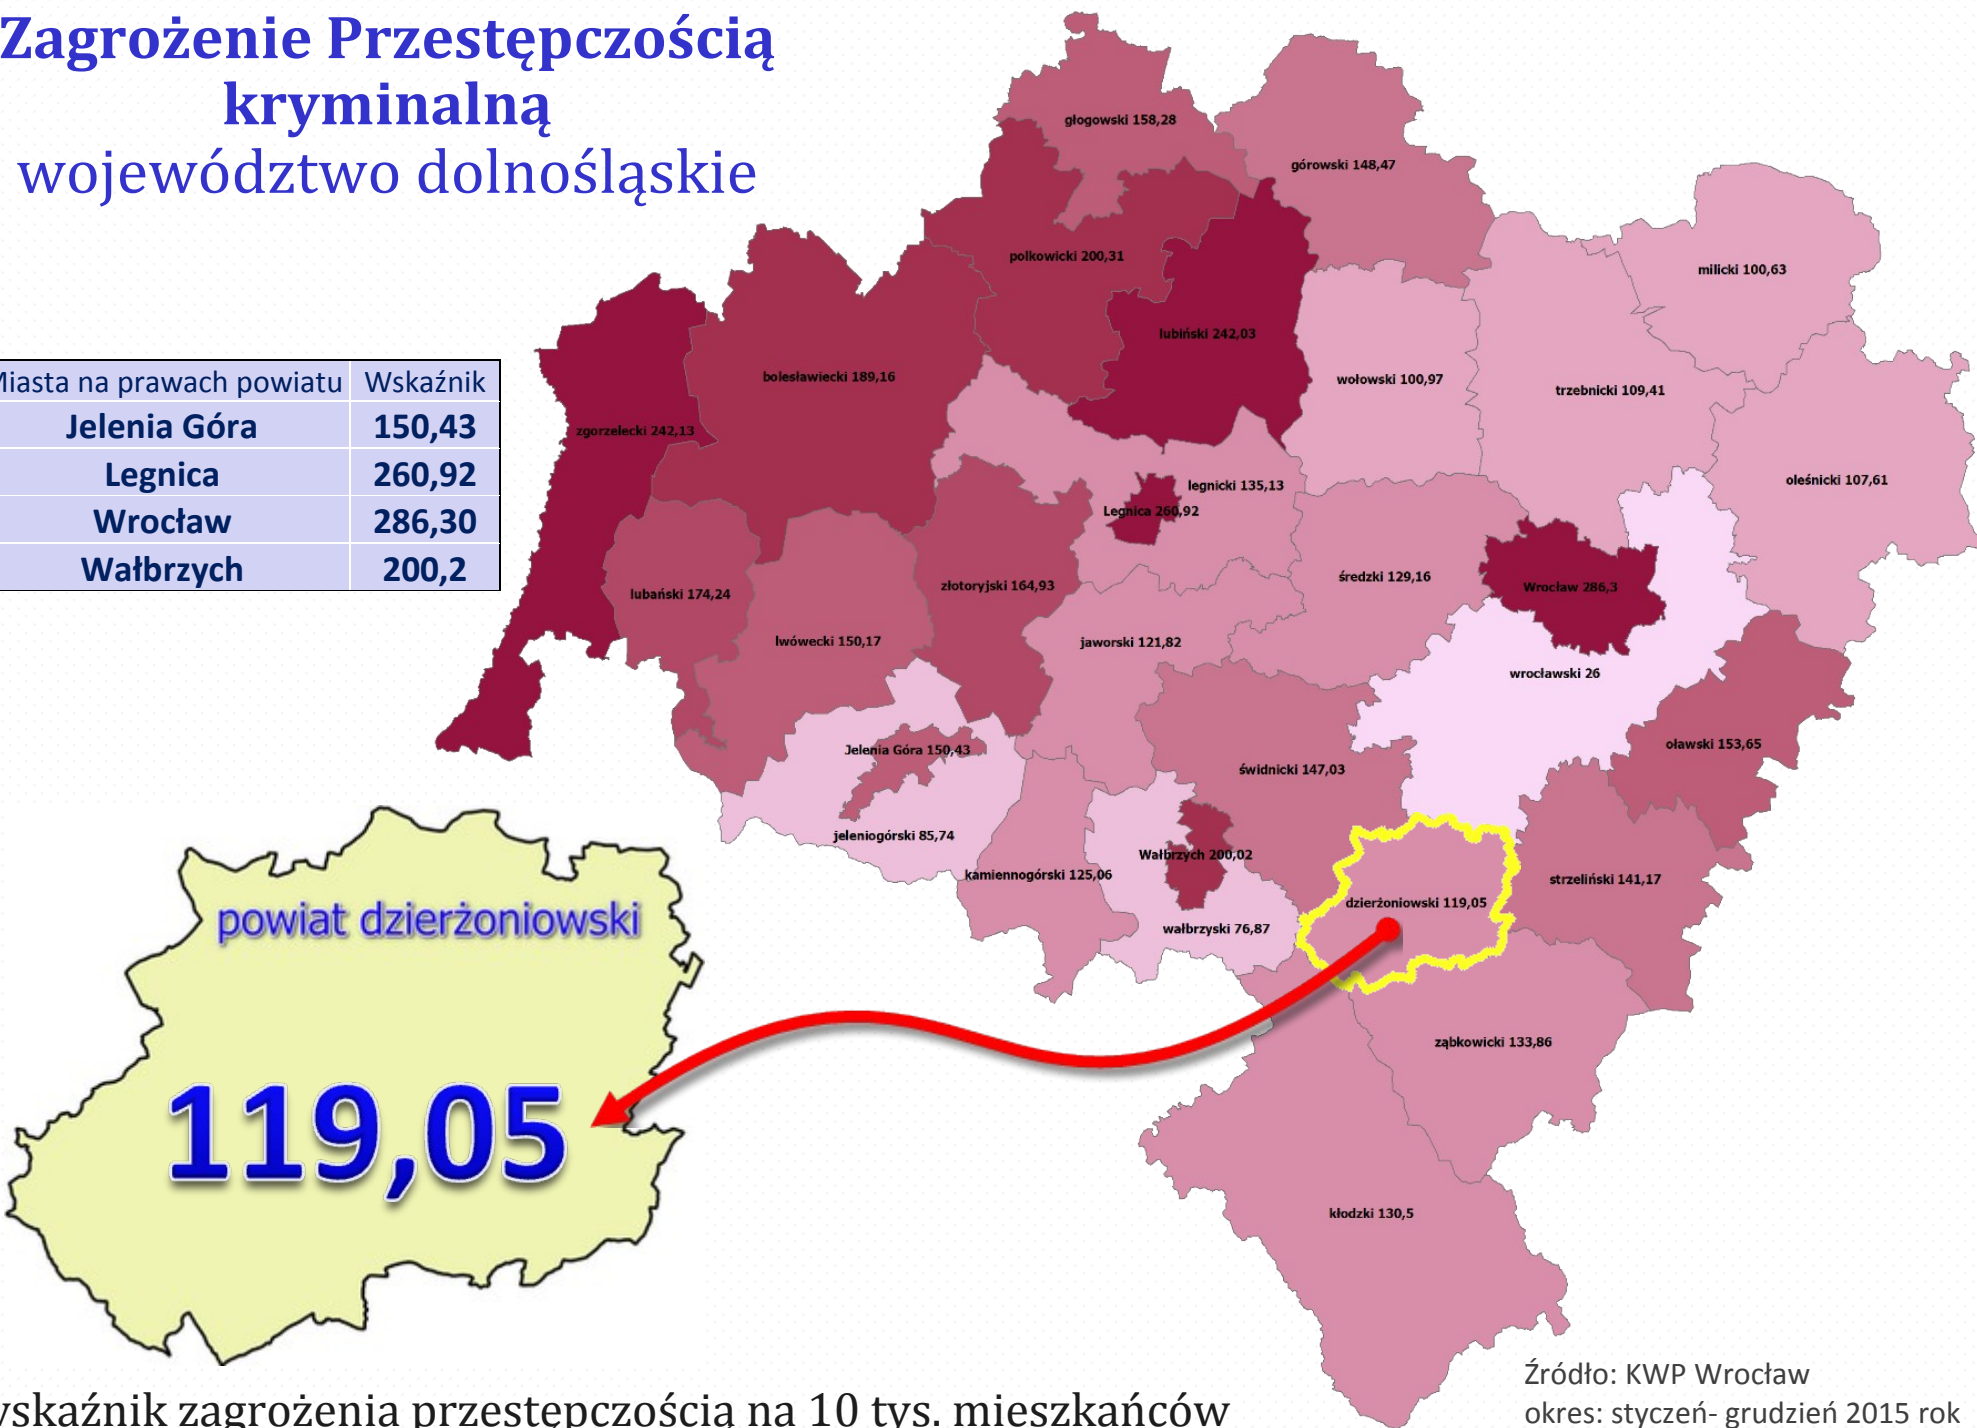 Zagrożenie Przestępczością
kryminalną
województwo dolnośląskie
Miasta na prawach powiatu Wskaźnik
Jelenia Góra 150,43
Legnica 260,92
Wrocław 286,30
Wałbrzych 200,2
głogowski 158,28
górowski 148,47
polkowicki 200,31
milicki 100,63
lubiński 242,03
bolesławiecki 189,16
wołowski 100,97
trzebnicki 109,41
zgorzelecki 242,13
oleśnicki 107,61
legnicki 135,13
Legnica 260,92
średzki 129,16
Wrocław 286,3
lubański 174,24
złotoryjski 164,93
lwówecki 150,17
jaworski 121,82
wrocławski 26
Jelenia Góra 150,43
oławski 153,65
świdnicki 147,03
jeleniogórski 85,74
Wałbrzych 200,02
kamiennogórski 125,06
strzeliński 141,17
dzierżoniowski 119,05
wałbrzyski 76,87
powiat dzierżoniowski
119,05
ząbkowicki 133,86
kłodzki 130,5
Źródło: KWP Wrocław
okres: styczeń- grudzień 2015 rok
wskaźnik zagrożenia przestępczością na 10 tys. mieszkańców